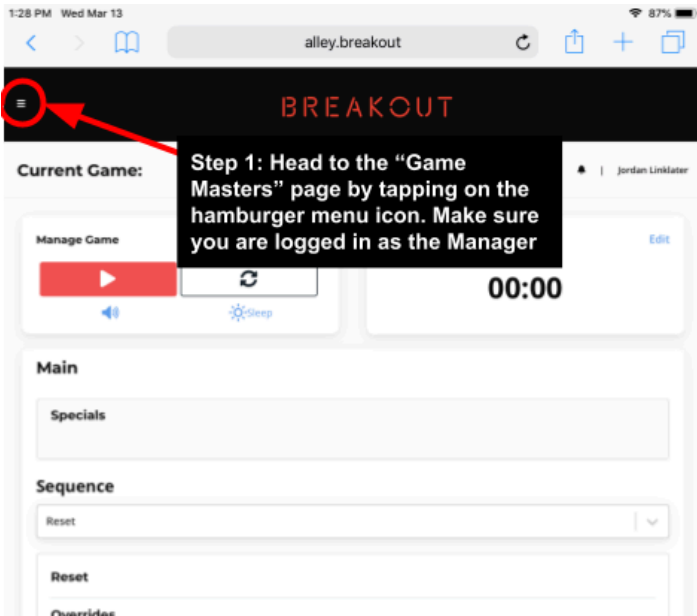 1:28 PM Wed Mar 13
87%
alley.breakout
BREAKOUT
Step 1: Head to the “Game
Masters” page by tapping on the
hamburger menu icon. Make sure
you are logged in as the Manager
Current Game:
| Jordan Linklater
Manage Game
Edit
00:00
Sleep
Main
Specials
Sequence
Reset
Reset
Overrides